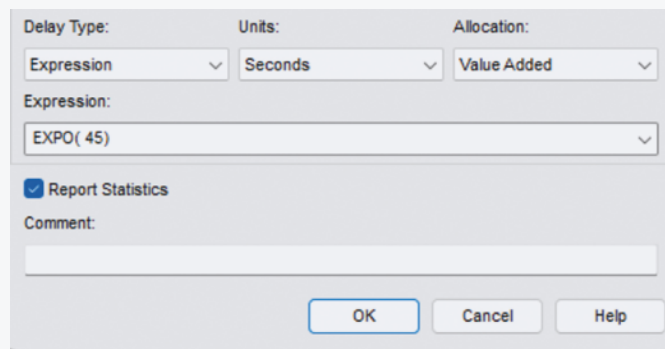 Delay Type: Units: Allocation:
Expression Seconds Value Added
Expression:
EXPO( 45)
Report Statistics
Comment:
OK Cancel Help